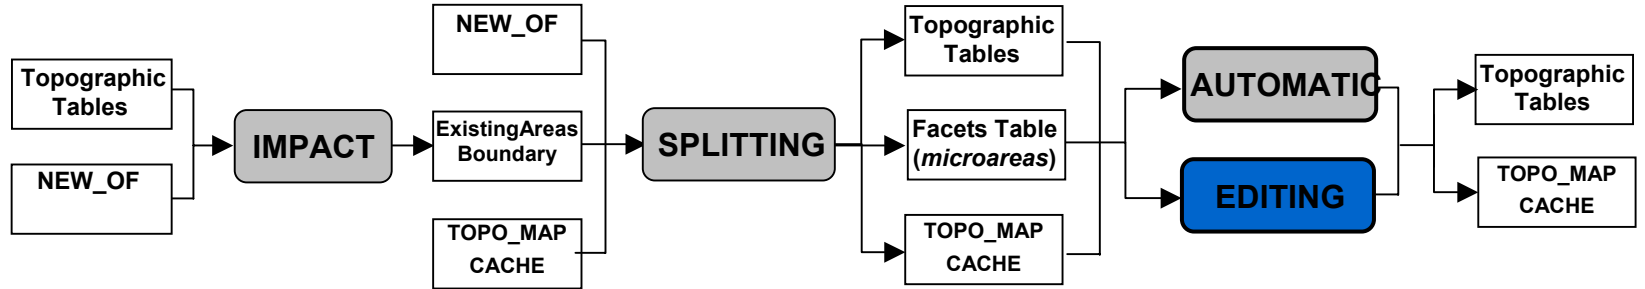 Topographic
Tables
NEW_OF
IMPACT
NEW_OF
ExistingAreas
Boundary
TOPO_MAP
CACHE
SPLITTING
Topographic
Tables
Facets Table
(microareas)
TOPO_MAP
CACHE
AUTOMATIC
EDITING
Topographic
Tables
TOPO_MAP
CACHE